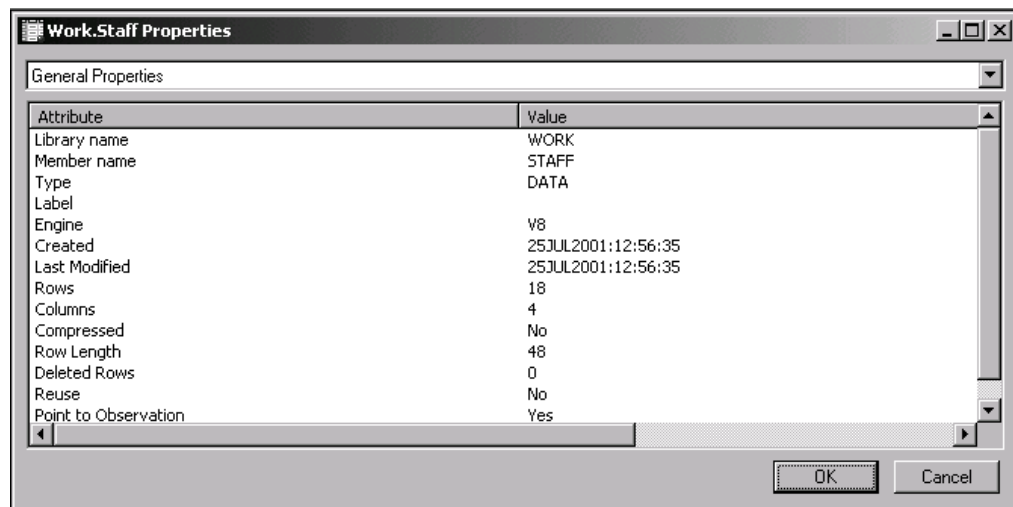 Work.Staff Properties
General Properties
Attribute Value
Library name WORK
Member name STAFF
Type DATA
Label
Engine V8
Created 25JUL2001:12:56:35
Last Modified 25JUL2001:12:56:35
Rows 18
Columns 4
Compressed No
Row Length 48
Deleted Rows 0
Reuse No
Point to Observation Yes
OK Cancel